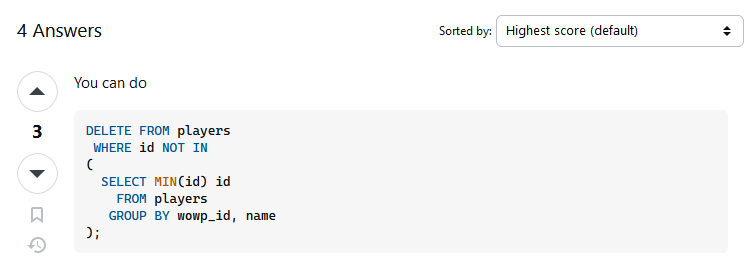 4 Answers
Sorted by: Highest score (default)
You can do
3
DELETE FROM players
WHERE id NOT IN
(
SELECT MIN(id) id
FROM players
GROUP BY wowp_id, name
);